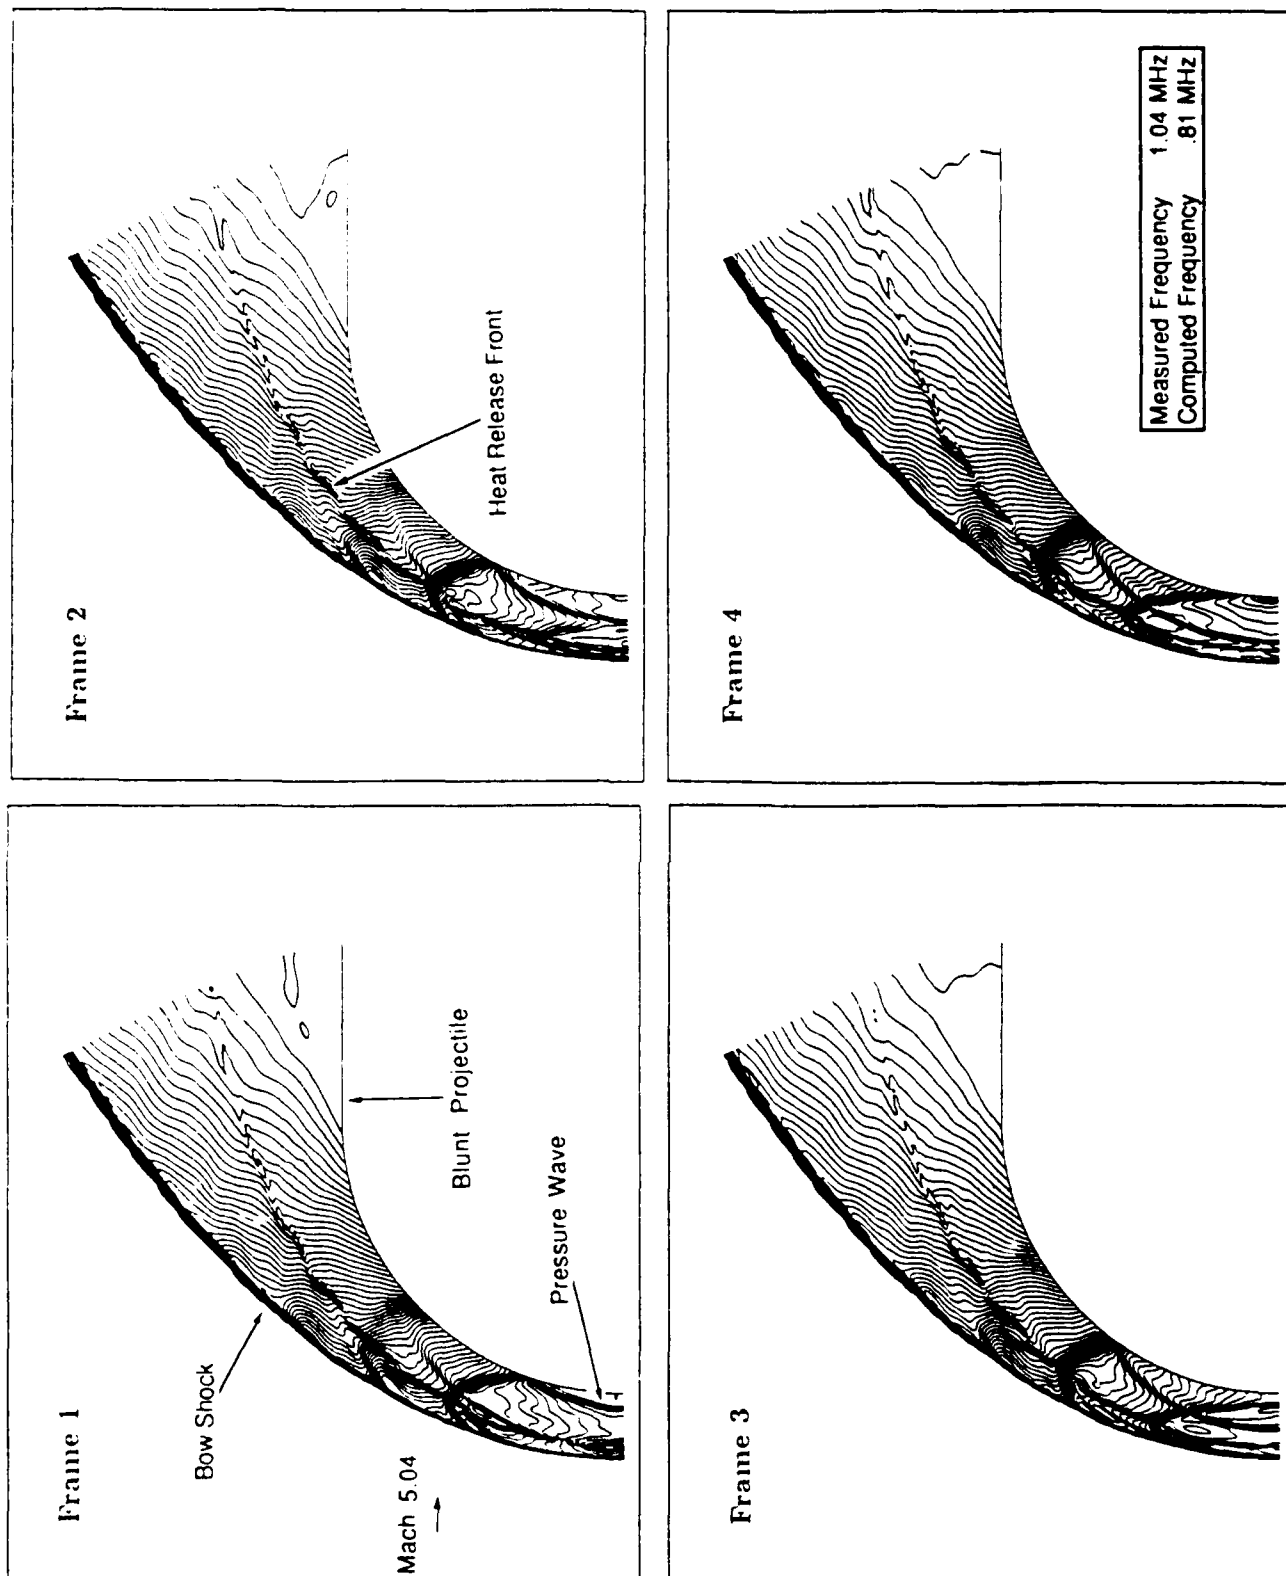 Frame 1
Bow Shock
Mach 5.04
Blunt Projectile
Pressure Wave
Frame 2
Heat Release Front
Frame 3
Frame 4
Measured Frequency 1.04 MHz
Computed Frequency .81 MHz